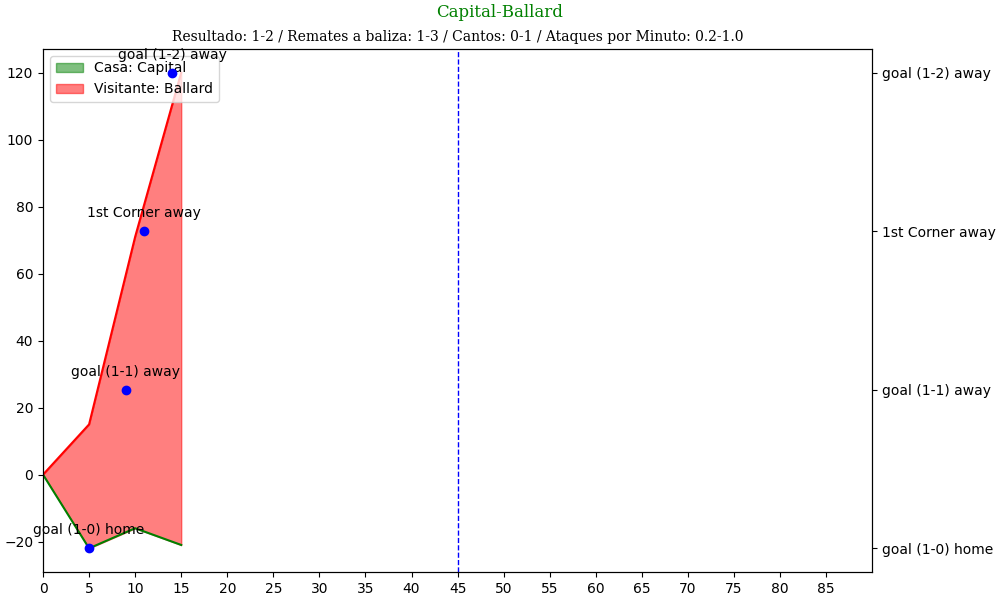 Capital-Ballard
Resultado: 1-2 / Remates a baliza: 1-3 / Cantos: 0-1 / Ataques por Minuto: 0.2-1.0
goal (1-2) away
Casa: Capital
Visitante: Ballard
1st Corner away
goal (1-1) away
goal (1-0) home
120
100
80
60
40
20
0
−20
goal (1-2) away
1st Corner away
goal (1-1) away
goal (1-0) home
0 5 10 15 20 25 30 35 40 45 50 55 60 65 70 75 80 85